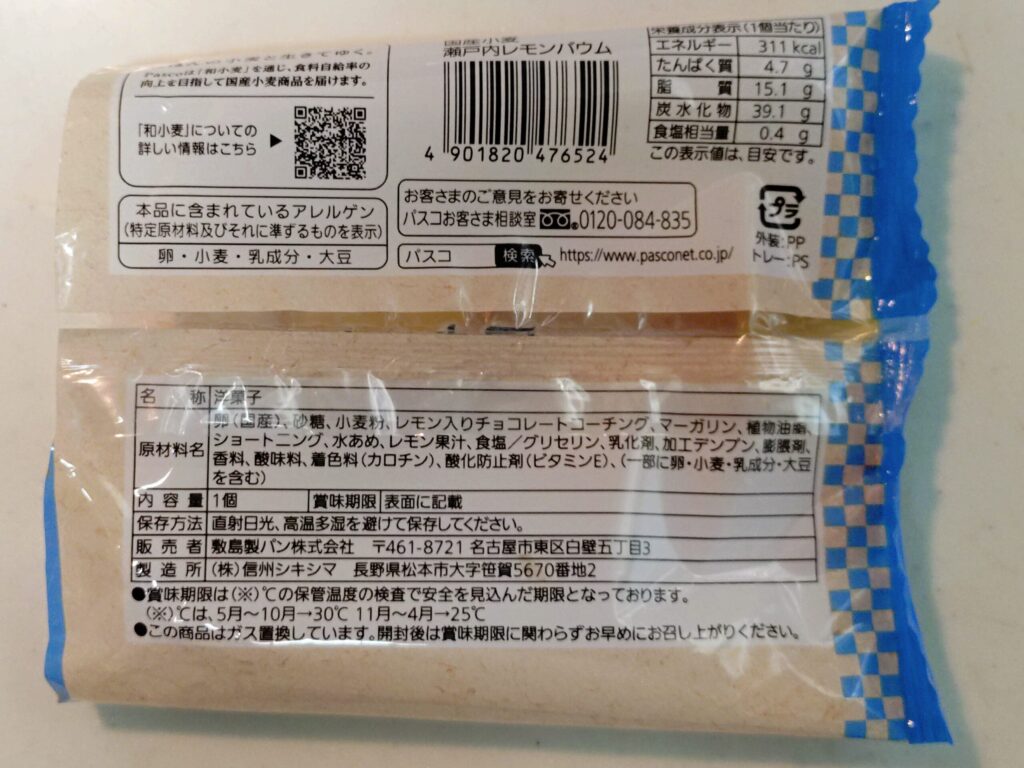 Pascoは「和小麦」を通じ、食料自給率の
向上を目指して国産小麦商品を届けます。
「和小麦」についての
詳しい情報はこちら
本品に含まれているアレルゲン
(特定原材料及びそれに準ずるものを表示)
卵・小麦・乳成分・大豆
国産小麦
瀬戸内レモンバウム
4 901820 476524
お客さまのご意見をお寄せください
パスコお客さま相談室 0120-084-835
パスコ 検索 https://www.pasconet.co.jp/
栄養成分表示(1個当たり)
エネルギー 311 kcal
たんぱく質 4.7 g
脂質 15.1 g
炭水化物 39.1 g
食塩相当量 0.4 g
この表示値は、目安です。
プラ
外装:PP
トレー:PS
名称 洋菓子
原材料名 卵(国産)、砂糖、小麦粉、レモン入りチョコレートコーチング、マーガリン、植物油脂、
ショートニング、水あめ、レモン果汁、食塩/グリセリン、乳化剤、加工デンプン、膨脹剤、
香料、酸味料、着色料(カロチン)、酸化防止剤(ビタミンE)、(一部に卵・小麦・乳成分・大豆
を含む)
内容量 1個 賞味期限 表面に記載
保存方法 直射日光、高温多湿を避けて保存してください。
販売者 敷島製パン株式会社 〒461-8721 名古屋市東区白壁五丁目3
製造所 (株)信州シキシマ 長野県松本市大字笹賀5670番地2
●賞味期限は(※)℃の保管温度の検査で安全を見込んだ期限となっております。
(※)℃は、5月~10月→30℃ 11月~4月→25℃
●この商品はガス置換しています。開封後は賞味期限に関わらずお早めにお召し上がりください。